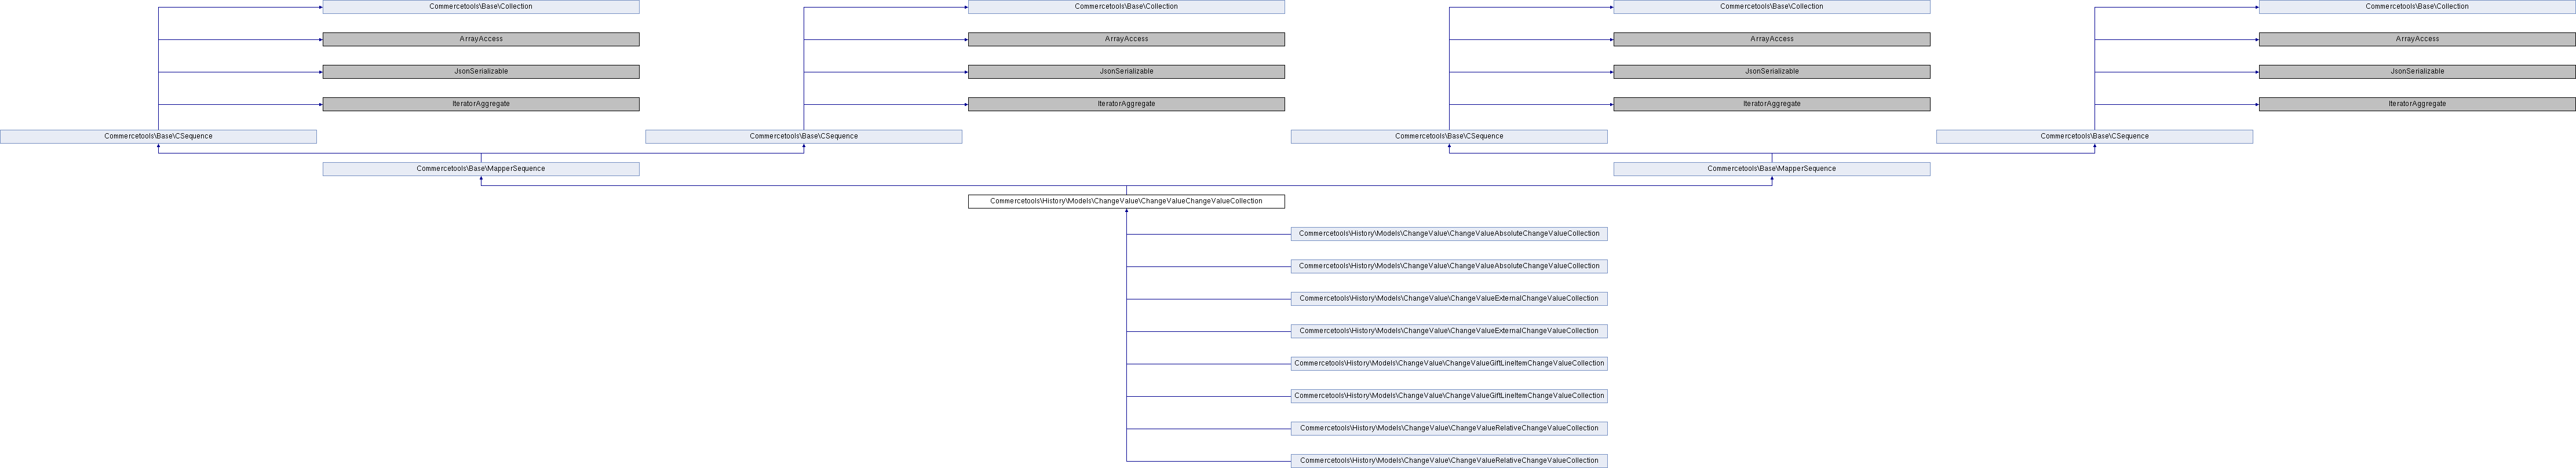 Commercetools\Base\Collection
Commercetools\Base\Collection
Commercetools\Base\Collection
Commercetools\Base\Collection
ArrayAccess
ArrayAccess
ArrayAccess
ArrayAccess
JsonSerializable
JsonSerializable
JsonSerializable
JsonSerializable
IteratorAggregate
IteratorAggregate
IteratorAggregate
IteratorAggregate
Commercetools\Base\CSequence
Commercetools\Base\CSequence
Commercetools\Base\CSequence
Commercetools\Base\CSequence
Commercetools\Base\MapperSequence
Commercetools\Base\MapperSequence
Commercetools\History\Models\ChangeValue\ChangeValueChangeValueCollection
Commercetools\History\Models\ChangeValue\ChangeValueAbsoluteChangeValueCollection
Commercetools\History\Models\ChangeValue\ChangeValueAbsoluteChangeValueCollection
Commercetools\History\Models\ChangeValue\ChangeValueExternalChangeValueCollection
Commercetools\History\Models\ChangeValue\ChangeValueExternalChangeValueCollection
Commercetools\History\Models\ChangeValue\ChangeValueGiftLineItemChangeValueCollection
Commercetools\History\Models\ChangeValue\ChangeValueGiftLineItemChangeValueCollection
Commercetools\History\Models\ChangeValue\ChangeValueRelativeChangeValueCollection
Commercetools\History\Models\ChangeValue\ChangeValueRelativeChangeValueCollection